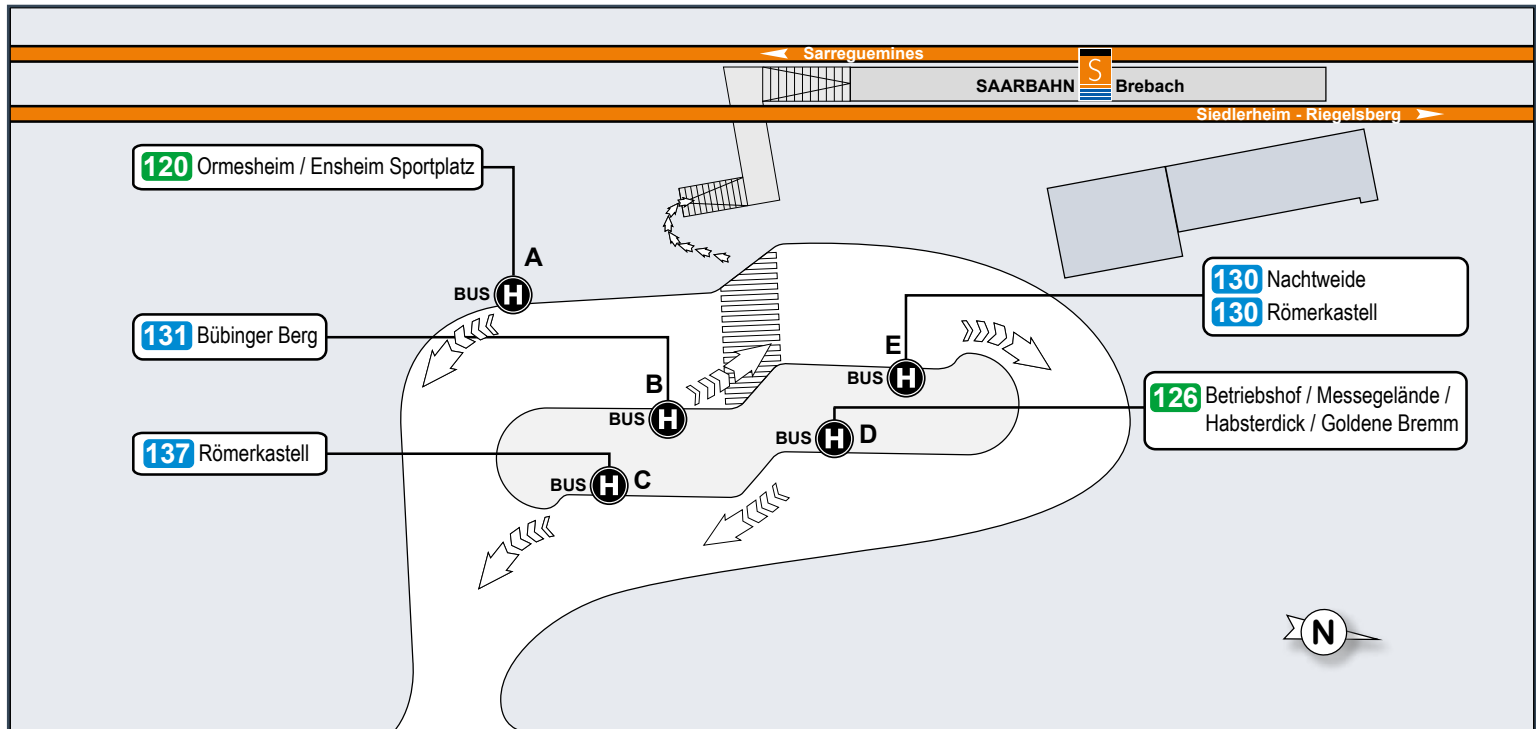 Sarreguemines
SAARBAHN S Brebach
Siedlerheim - Riegelsberg
120 Ormesheim / Ensheim Sportplatz
A
BUS H
131 Bübinger Berg
B
BUS H
137 Römerkastell
BUS H C
130 Nachtweide
130 Römerkastell
E
BUS H
126 Betriebshof / Messegelände /
Habsterdick / Goldene Bremm
BUS H D
N